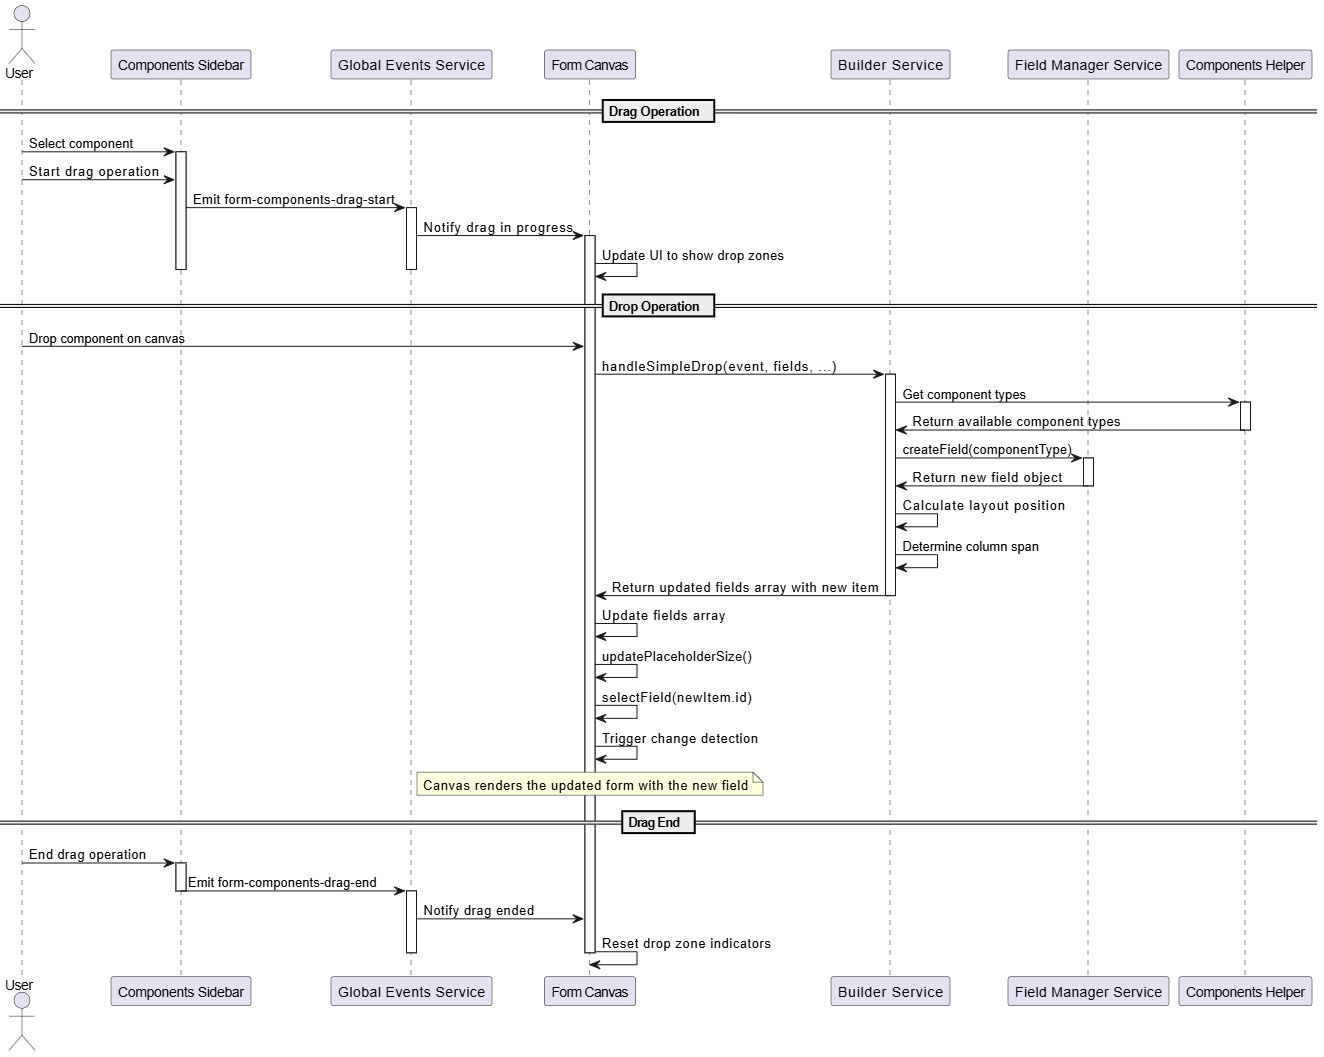 User
Components Sidebar
Global Events Service
Form Canvas
Builder Service
Field Manager Service
Components Helper
Drag Operation
Select component
Start drag operation
Emit form-components-drag-start
Notify drag in progress
Update UI to show drop zones
Drop Operation
Drop component on canvas
handleSimpleDrop(event, fields, ...)
Get component types
Return available component types
createField(componentType)
Return new field object
Calculate layout position
Determine column span
Return updated fields array with new item
Update fields array
updatePlaceholderSize()
selectField(newItem.id)
Trigger change detection
Canvas renders the updated form with the new field
Drag End
End drag operation
Emit form-components-drag-end
Notify drag ended
Reset drop zone indicators
User
Components Sidebar
Global Events Service
Form Canvas
Builder Service
Field Manager Service
Components Helper